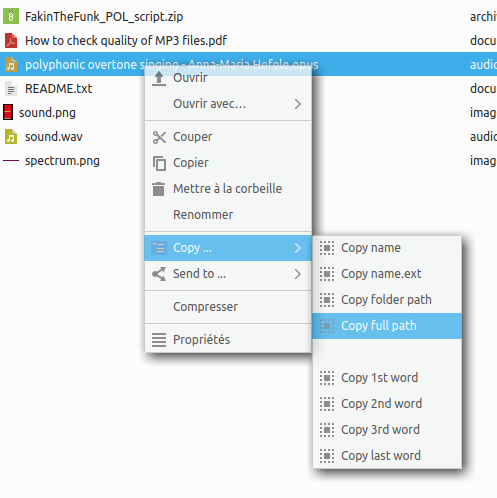 FakinTheFunk_POL_script.zip archi
How to check quality of MP3 files.pdf docu
polyphonic overtone singing - Anna-Maria Hefele.opus audio
README.txt docu
sound.png imag
sound.wav audio
spectrum.png imag
Ouvrir
Ouvrir avec...
Couper
Copier
Mettre à la corbeille
Renommer
Copy ...
Send to ...
Compresser
Propriétés
Copy name
Copy name.ext
Copy folder path
Copy full path
Copy 1st word
Copy 2nd word
Copy 3rd word
Copy last word